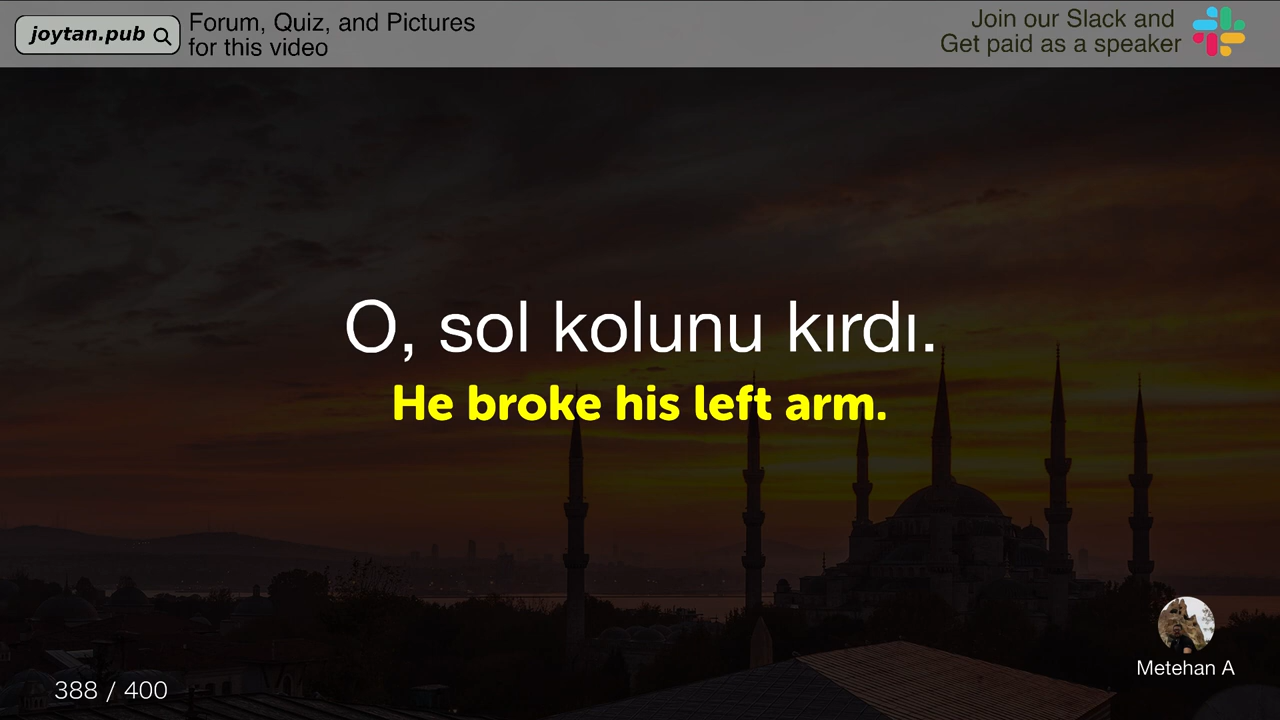 joytan.pub
Forum, Quiz, and Pictures
for this video
Join our Slack and
Get paid as a speaker
O, sol kolunu kırdı.
He broke his left arm.
Metehan A
388 / 400